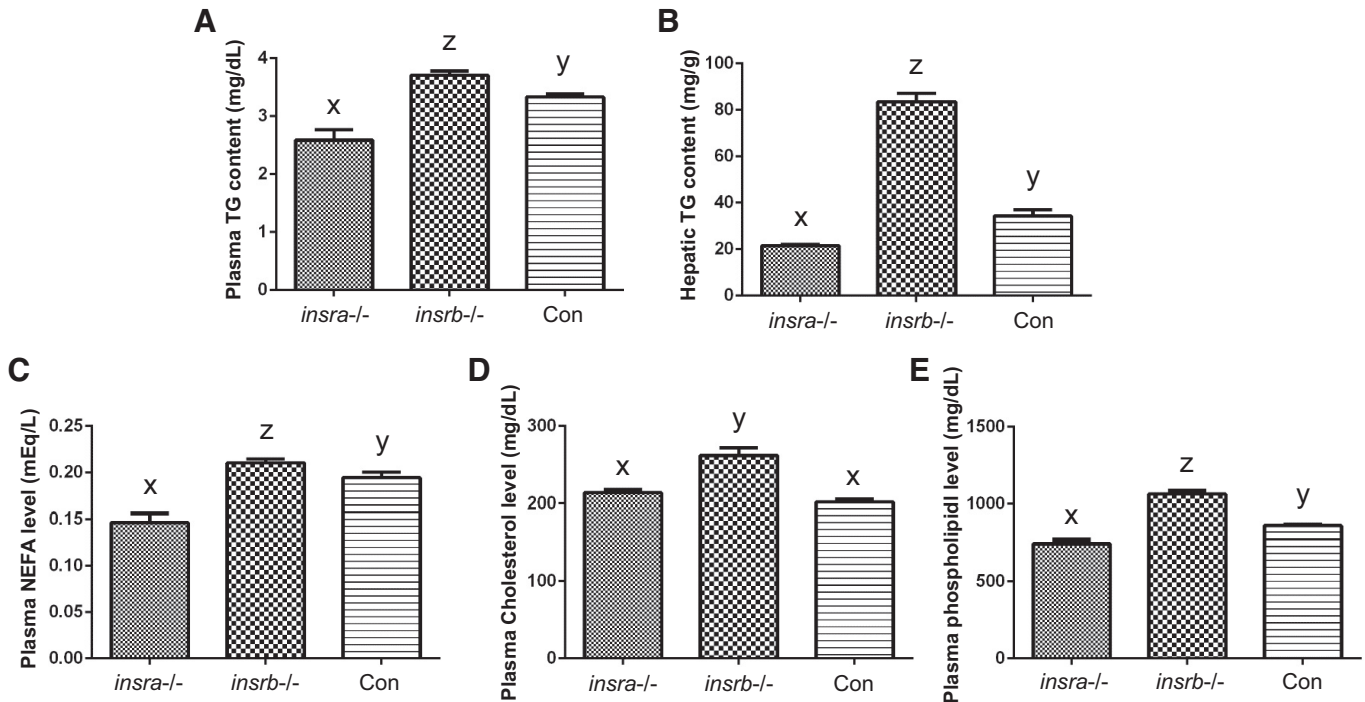 A
Plasma TG content (mg/dL)
4
3
2
1
0
x
z
y
insra-/-
insrb-/-
Con
B
Hepatic TG content (mg/g)
100
80
60
40
20
0
x
z
y
insra-/-
insrb-/-
Con
C
Plasma NEFA level (mEq/L)
0.25
0.20
0.15
0.10
0.05
0.00
x
z
y
insra-/-
insrb-/-
Con
D
Plasma Cholesterol level (mg/dL)
300
200
100
0
x
y
x
insra-/-
insrb-/-
Con
E
Plasma phospholipidl level (mg/dL)
1500
1000
500
0
x
z
y
insra-/-
insrb-/-
Con